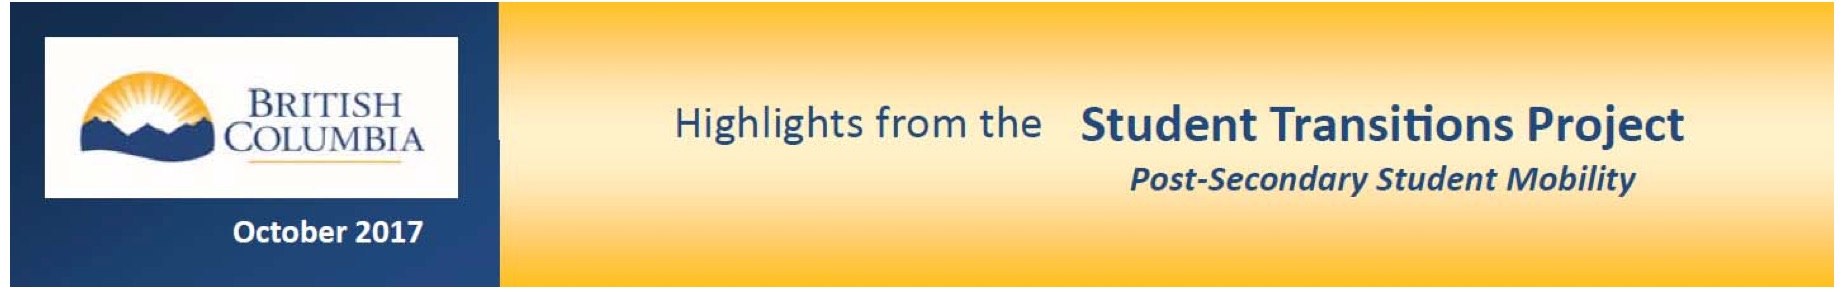 BRITISH
COLUMBIA
October 2017
Highlights from the Student Transitions Project
Post-Secondary Student Mobility